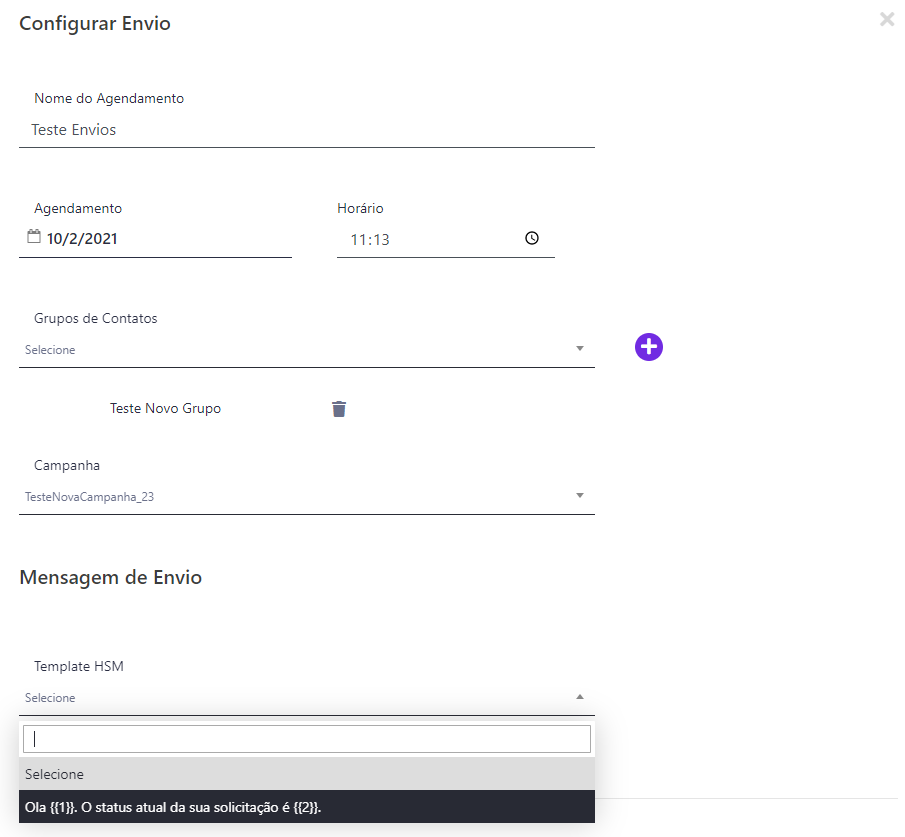 Configurar Envio
Nome do Agendamento
Teste Envios
Agendamento
Horário
10/2/2021
11:13
Grupos de Contatos
Selecione
Teste Novo Grupo
Campanha
TesteNovaCampanha_23
Mensagem de Envio
Template HSM
Selecione
Selecione
Ola {{1}}. O status atual da sua solicitação é {{2}}.